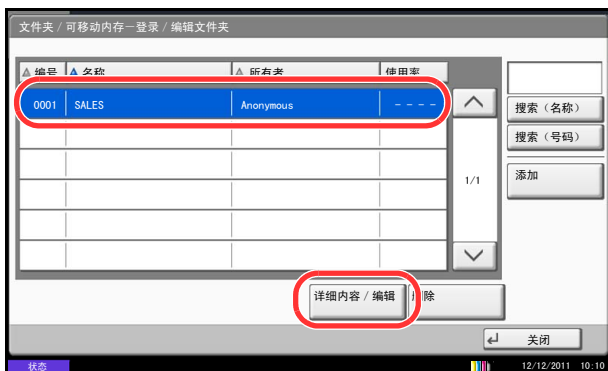 文件夹 / 可移动内存－登录 / 编辑文件夹
编号 名称 所有者 使用率
0001 SALES Anonymous - - - -
搜索（名称）
搜索（号码）
1/1
添加
详细内容 / 编辑 删除
关闭
状态 12/12/2011 10:10